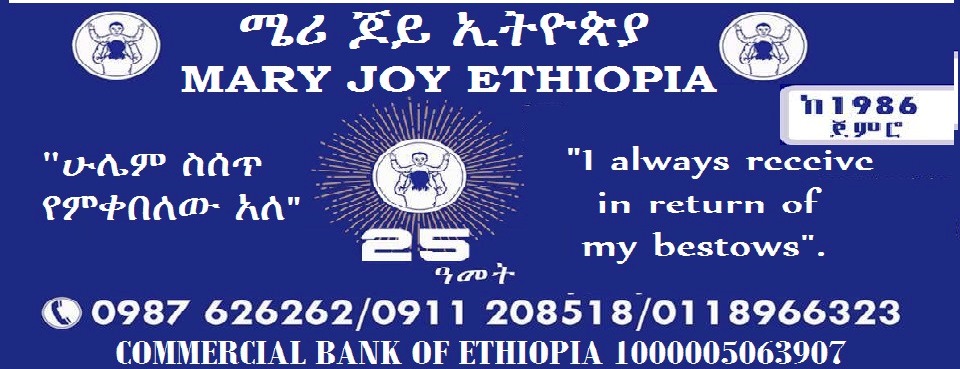 ሜሪ ጆይ ኢትዮጵያ
MARY JOY ETHIOPIA
ከ1986
ጀምሮ
"ሁሌም ስሰጥ
የምቀበለው አለ"
"I always receive
in return of
my bestows".
25
ዓመት
0987 626262/0911 208518/0118966323
COMMERCIAL BANK OF ETHIOPIA 1000005063907